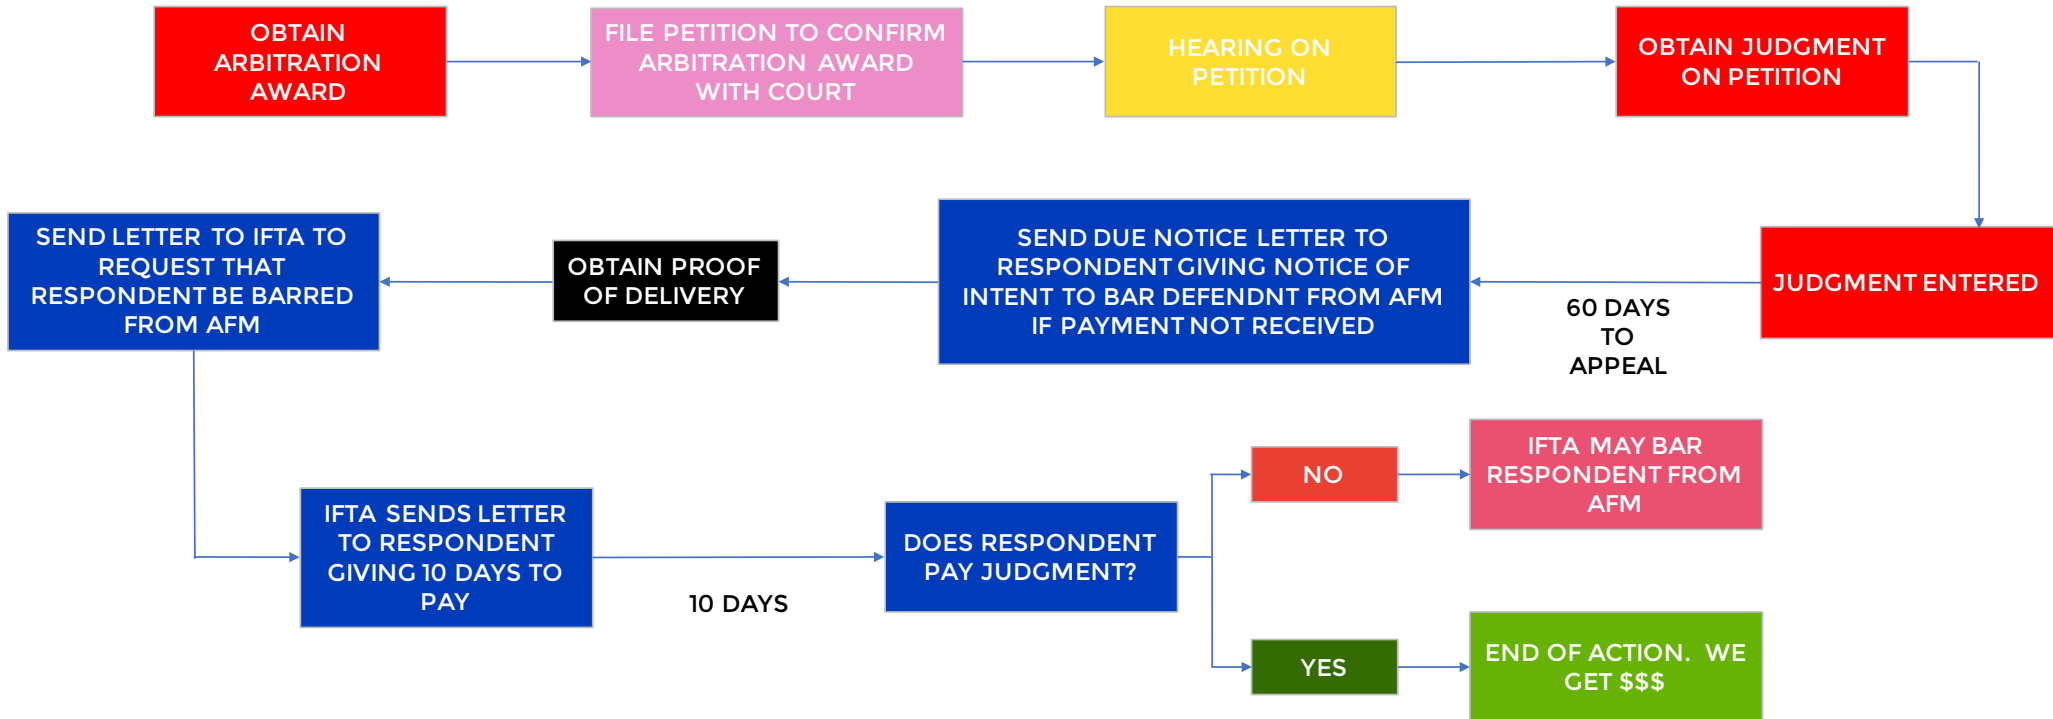 OBTAIN
ARBITRATION
AWARD
FILE PETITION TO CONFIRM
ARBITRATION AWARD
WITH COURT
HEARING ON
PETITION
OBTAIN JUDGMENT
ON PETITION
SEND LETTER TO IFTA TO
REQUEST THAT
RESPONDENT BE BARRED
FROM AFM
OBTAIN PROOF
OF DELIVERY
SEND DUE NOTICE LETTER TO
RESPONDENT GIVING NOTICE OF
INTENT TO BAR DEFENDNT FROM AFM
IF PAYMENT NOT RECEIVED
60 DAYS
TO
APPEAL
JUDGMENT ENTERED
IFTA SENDS LETTER
TO RESPONDENT
GIVING 10 DAYS TO
PAY
10 DAYS
DOES RESPONDENT
PAY JUDGMENT?
NO
IFTA MAY BAR
RESPONDENT FROM
AFM
YES
END OF ACTION. WE
GET $$$